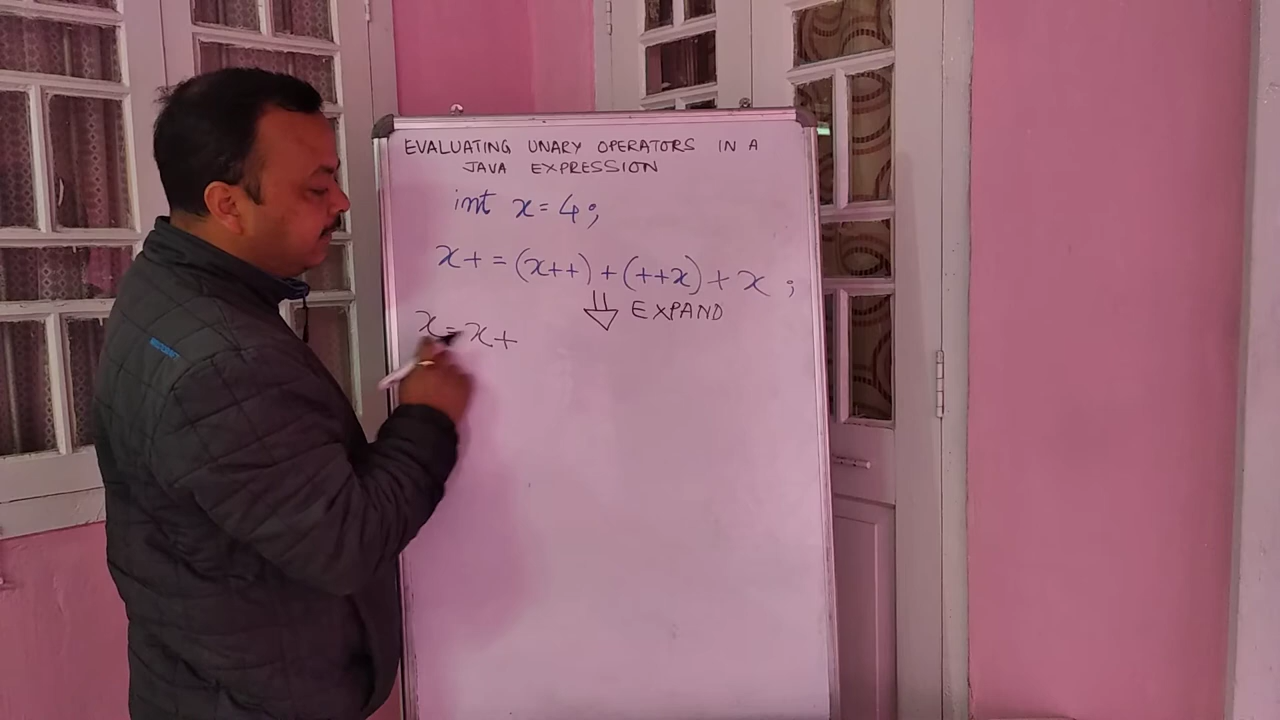 EVALUATING UNARY OPERATORS IN A
JAVA EXPRESSION
int x = 4;
x+ = (x++) + (++x) + x ;
⇓ EXPAND
x = x +